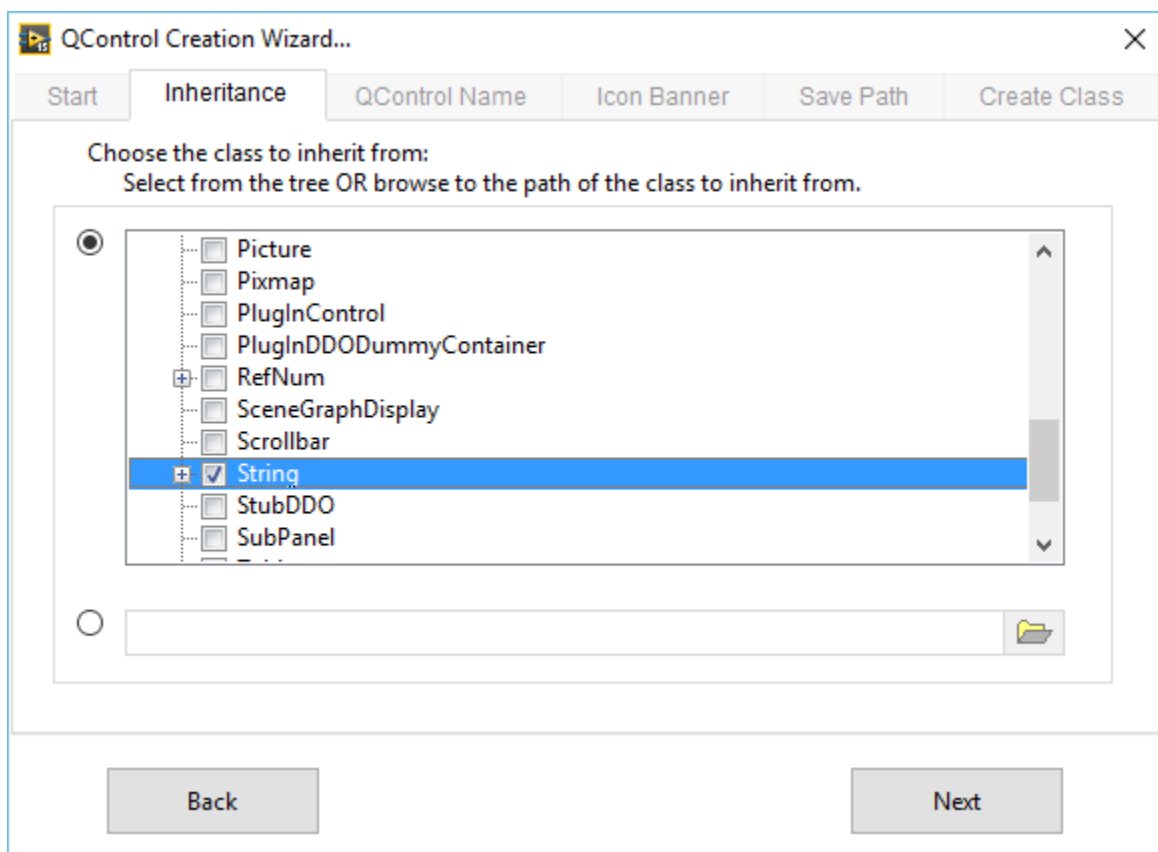 QControl Creation Wizard...
Start Inheritance QControl Name Icon Banner Save Path Create Class
Choose the class to inherit from:
Select from the tree OR browse to the path of the class to inherit from.
Picture
Pixmap
PlugInControl
PlugInDDODummyContainer
RefNum
SceneGraphDisplay
Scrollbar
String
StubDDO
SubPanel
Back Next